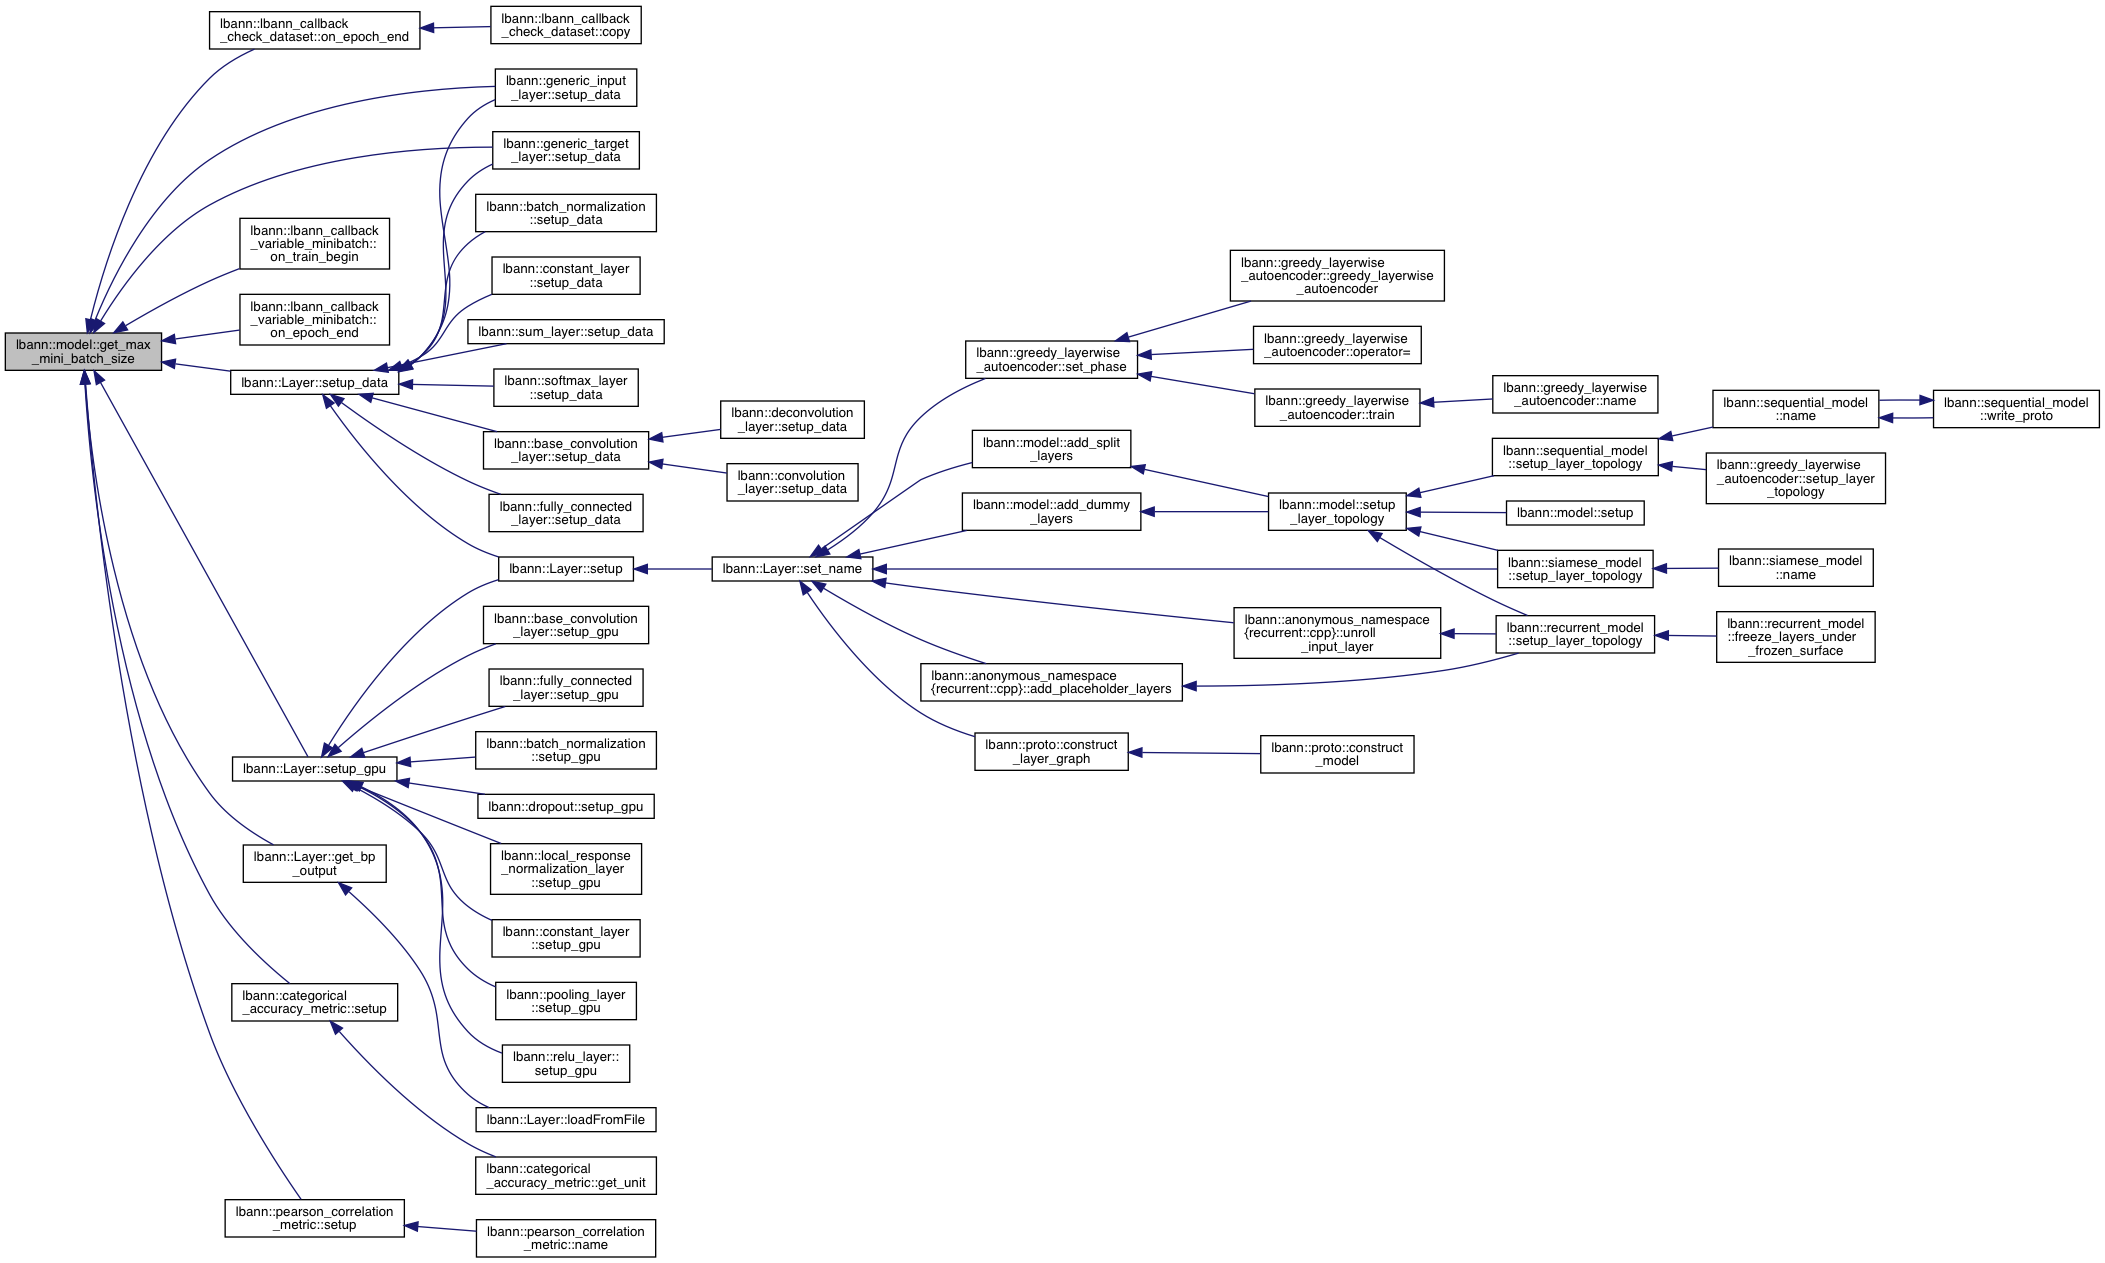 lbann::model::get_max
_mini_batch_size
lbann::lbann_callback
_check_dataset::on_epoch_end
lbann::lbann_callback
_check_dataset::copy
lbann::generic_input
_layer::setup_data
lbann::generic_target
_layer::setup_data
lbann::lbann_callback
_variable_minibatch::
on_train_begin
lbann::lbann_callback
_variable_minibatch::
on_epoch_end
lbann::Layer::setup_data
lbann::batch_normalization
::setup_data
lbann::constant_layer
::setup_data
lbann::sum_layer::setup_data
lbann::softmax_layer
::setup_data
lbann::base_convolution
_layer::setup_data
lbann::deconvolution
_layer::setup_data
lbann::convolution
_layer::setup_data
lbann::fully_connected
_layer::setup_data
lbann::Layer::setup
lbann::Layer::set_name
lbann::greedy_layerwise
_autoencoder::set_phase
lbann::greedy_layerwise
_autoencoder::greedy_layerwise
_autoencoder
lbann::greedy_layerwise
_autoencoder::operator=
lbann::greedy_layerwise
_autoencoder::train
lbann::greedy_layerwise
_autoencoder::name
lbann::model::add_split
_layers
lbann::model::add_dummy
_layers
lbann::model::setup
_layer_topology
lbann::sequential_model
::setup_layer_topology
lbann::sequential_model
::name
lbann::sequential_model
::write_proto
lbann::greedy_layerwise
_autoencoder::setup_layer
_topology
lbann::model::setup
lbann::siamese_model
::setup_layer_topology
lbann::siamese_model
::name
lbann::anonymous_namespace
{recurrent::cpp}::unroll
_input_layer
lbann::recurrent_model
::setup_layer_topology
lbann::recurrent_model
::freeze_layers_under
_frozen_surface
lbann::anonymous_namespace
{recurrent::cpp}::add_placeholder_layers
lbann::proto::construct
_layer_graph
lbann::proto::construct
_model
lbann::Layer::setup_gpu
lbann::base_convolution
_layer::setup_gpu
lbann::fully_connected
_layer::setup_gpu
lbann::batch_normalization
::setup_gpu
lbann::dropout::setup_gpu
lbann::local_response
_normalization_layer
::setup_gpu
lbann::constant_layer
::setup_gpu
lbann::pooling_layer
::setup_gpu
lbann::relu_layer::
setup_gpu
lbann::Layer::get_bp
_output
lbann::Layer::loadFromFile
lbann::categorical
_accuracy_metric::setup
lbann::categorical
_accuracy_metric::get_unit
lbann::pearson_correlation
_metric::setup
lbann::pearson_correlation
_metric::name